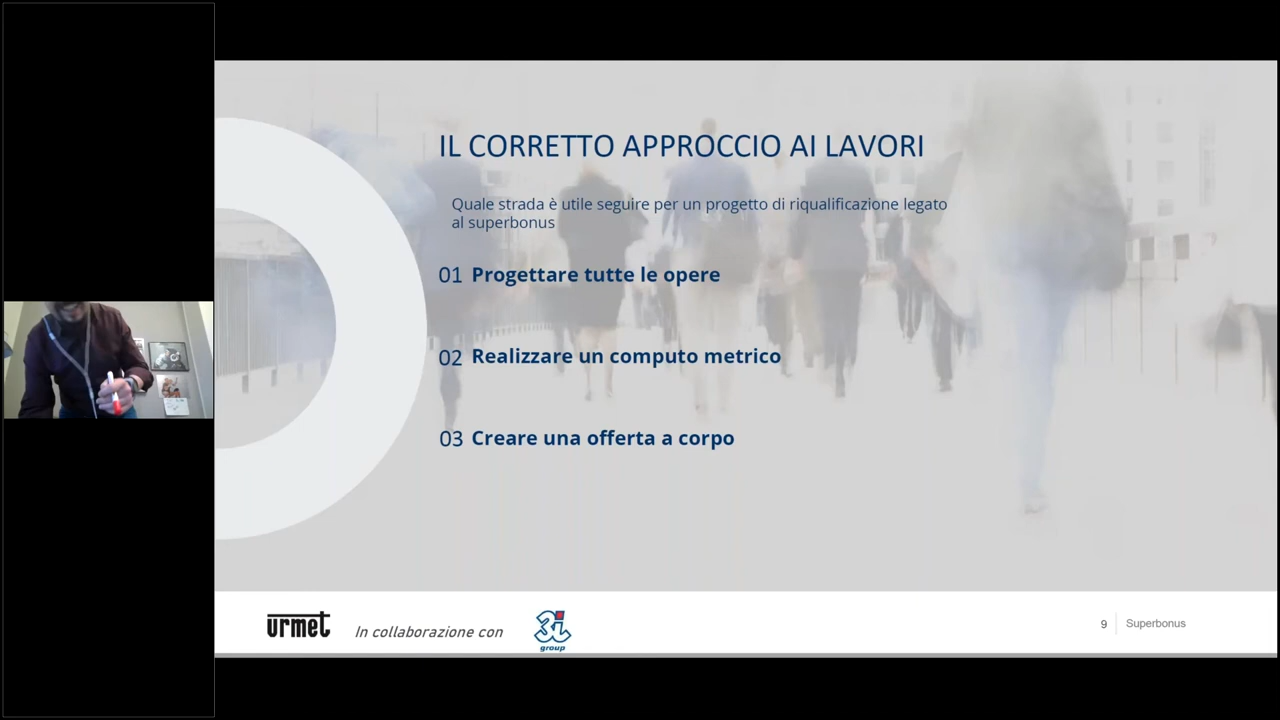 IL CORRETTO APPROCCIO AI LAVORI
Quale strada è utile seguire per un progetto di riqualificazione legato
al superbonus
01 Progettare tutte le opere
02 Realizzare un computo metrico
03 Creare una offerta a corpo
urmet
In collaborazione con
3i
group
9
Superbonus